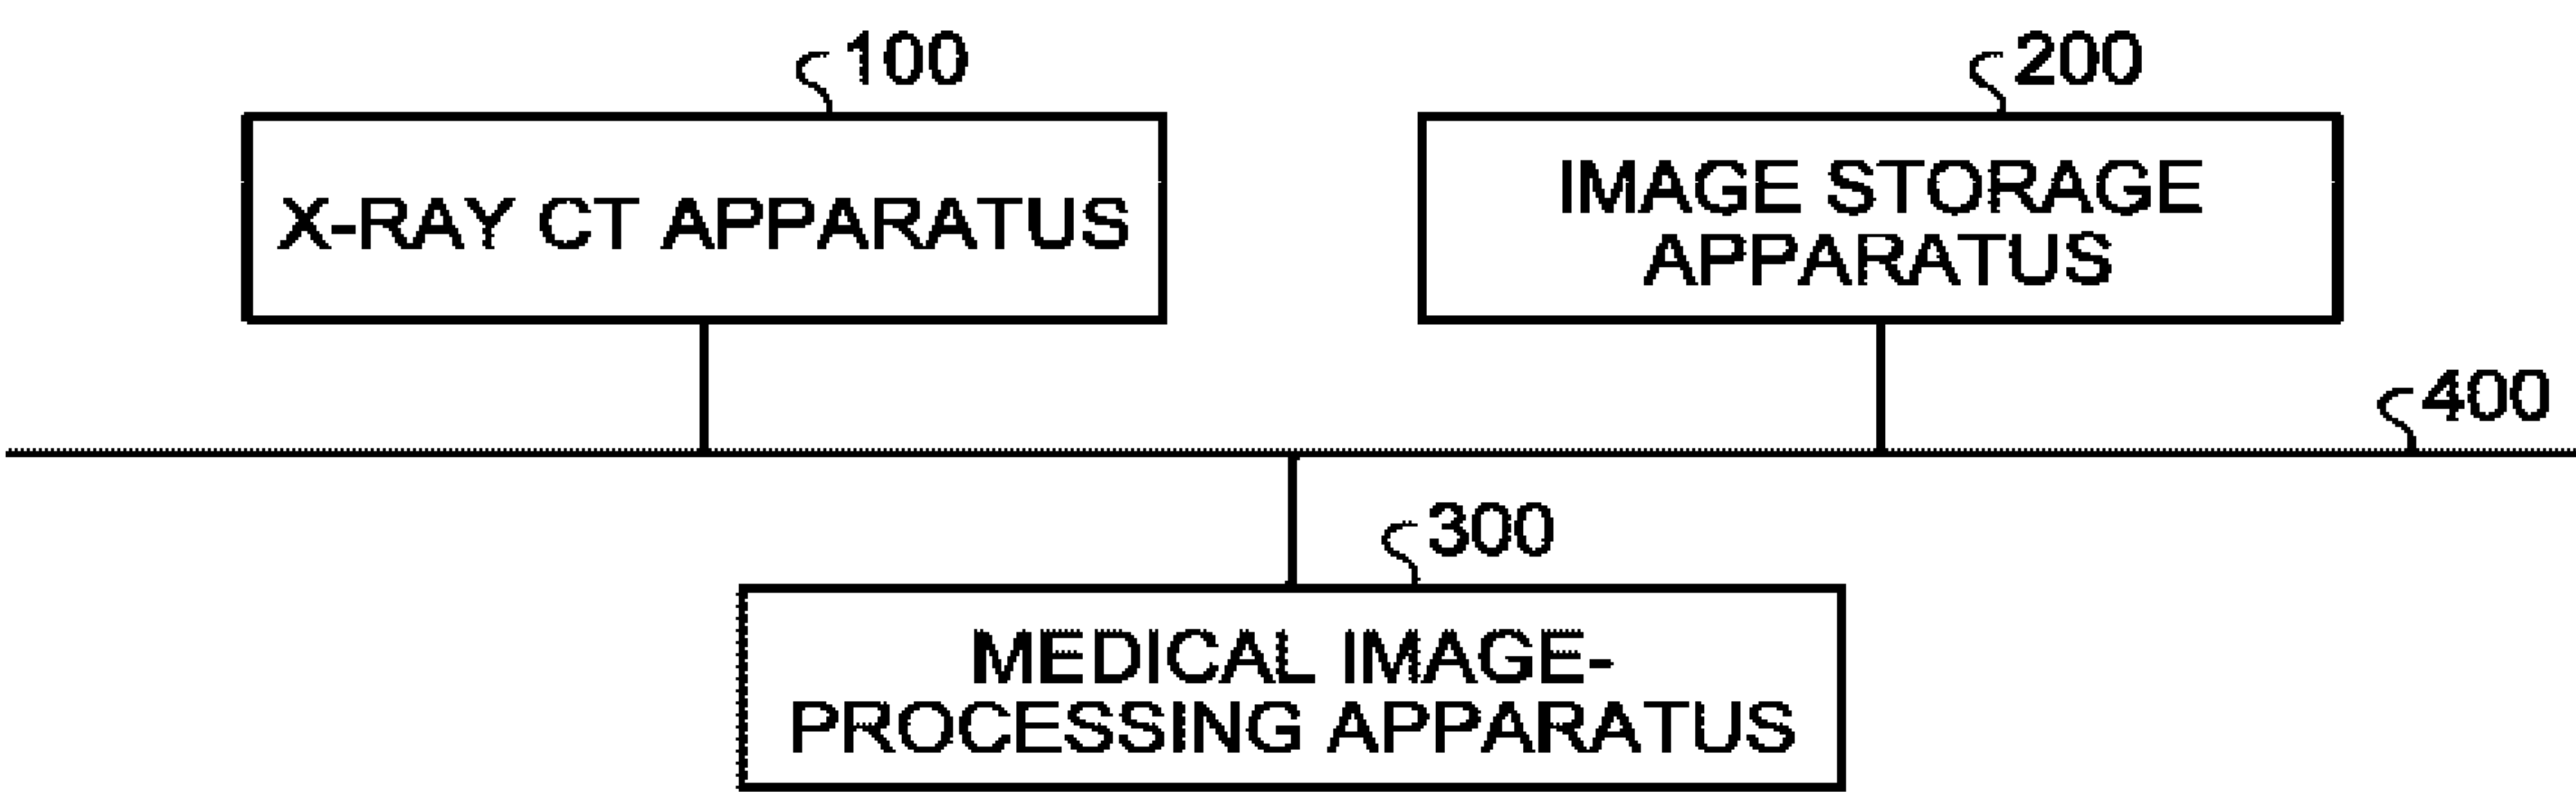 100
X-RAY CT APPARATUS
200
IMAGE STORAGE
APPARATUS
400
300
MEDICAL IMAGE-
PROCESSING APPARATUS